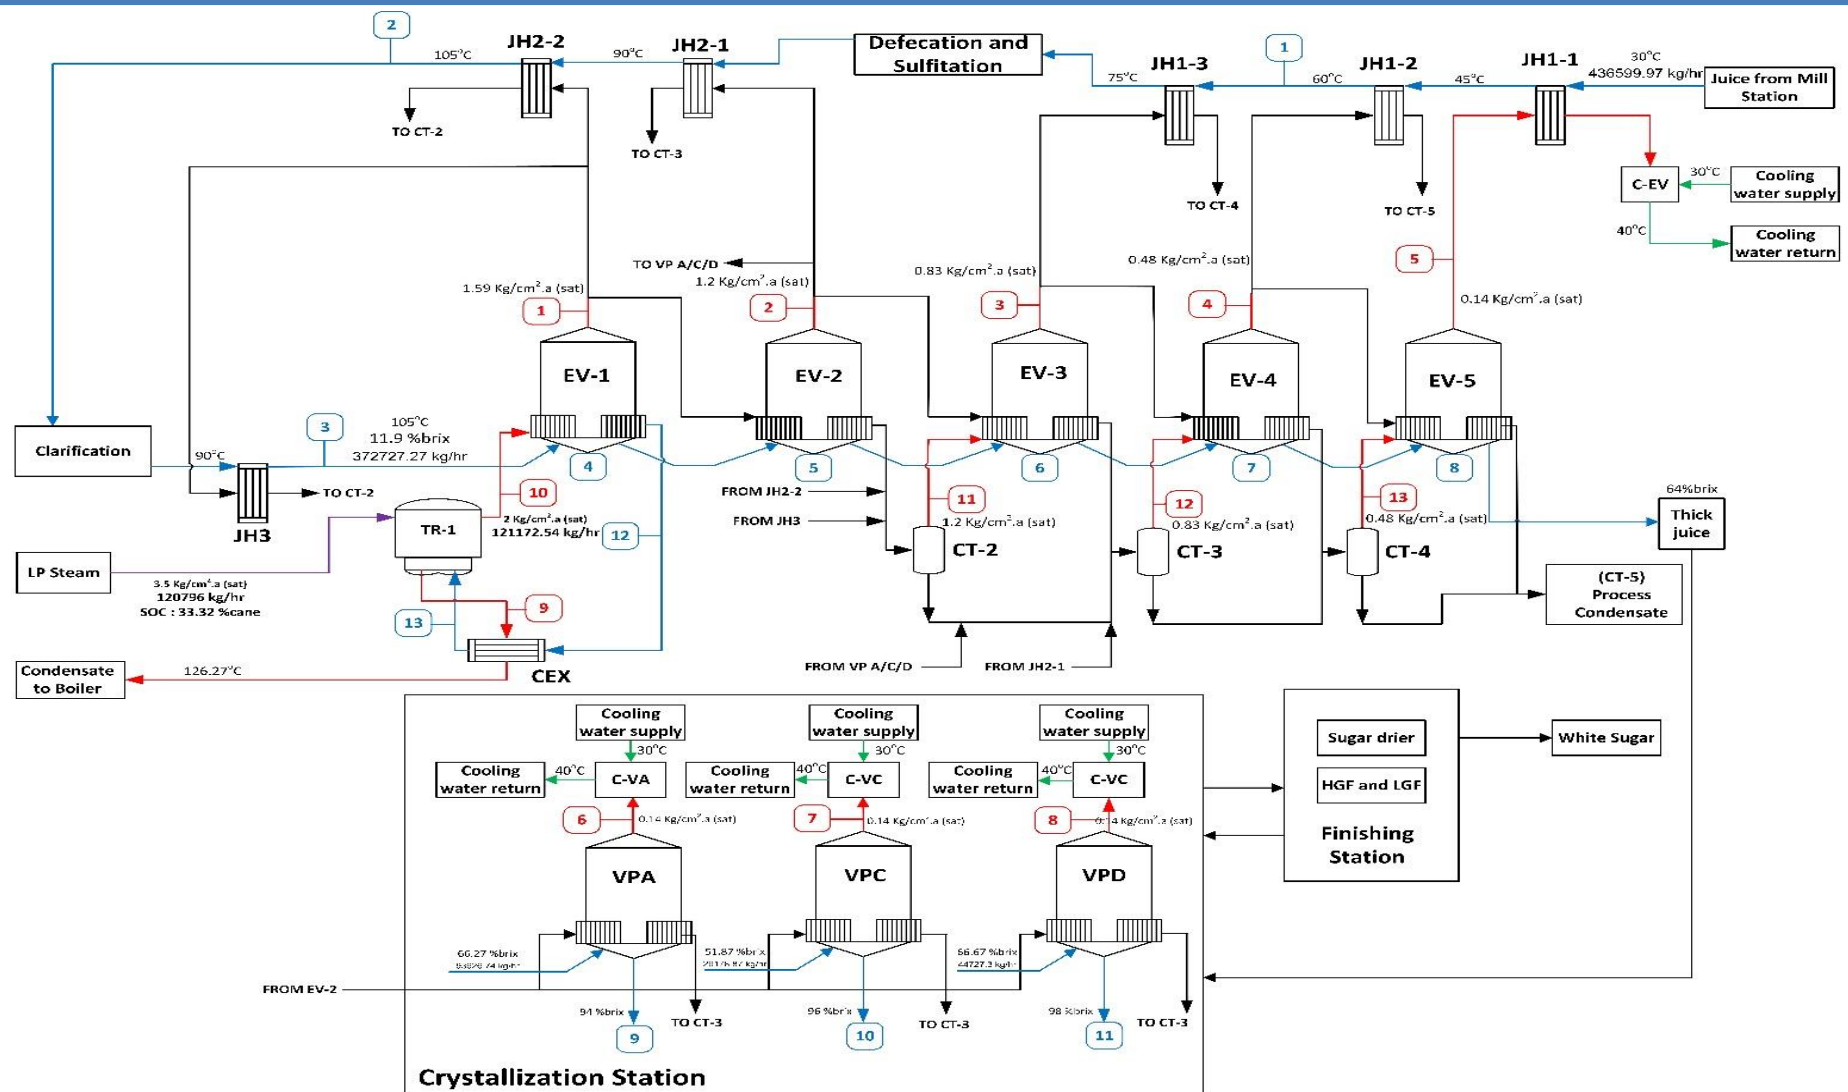 2
JH2-2
JH2-1
Defecation and
Sulfitation
1
JH1-3
JH1-2
JH1-1
30°C
436599.97 kg/hr
Juice from Mill
Station
105°C
90°C
75°C
60°C
45°C
TO CT-2
TO CT-3
TO CT-4
TO CT-5
C-EV
30°C
Cooling
water supply
40°C
Cooling
water return
TO VP A/C/D
1.59 Kg/cm².a (sat)
1.2 Kg/cm².a (sat)
0.83 Kg/cm².a (sat)
0.48 Kg/cm².a (sat)
0.14 Kg/cm².a (sat)
1
2
3
4
5
EV-1
EV-2
EV-3
EV-4
EV-5
Clarification
90°C
3
105°C
11.9 %brix
372727.27 kg/hr
4
5
6
7
8
JH3
TO CT-2
TR-1
10
2 Kg/cm².a (sat)
121172.54 kg/hr
12
FROM JH2-2
FROM JH3
11
1.2 Kg/cm².a (sat)
CT-2
12
0.83 Kg/cm².a (sat)
CT-3
13
0.48 Kg/cm².a (sat)
CT-4
64%brix
Thick
juice
LP Steam
3.5 Kg/cm².a (sat)
120796 kg/hr
SOC : 33.32 %cane
9
13
CEX
Condensate
to Boiler
126.27°C
(CT-5)
Process
Condensate
FROM VP A/C/D
FROM JH2-1
Cooling
water supply
30°C
Cooling
water return
40°C
C-VA
6
0.14 Kg/cm².a (sat)
VPA
Cooling
water supply
30°C
Cooling
water return
40°C
C-VC
7
0.14 Kg/cm².a (sat)
VPC
Cooling
water supply
30°C
Cooling
water return
40°C
C-VC
8
0.14 Kg/cm².a (sat)
VPD
Sugar drier
HGF and LGF
Finishing
Station
White Sugar
66.27 %brix
51.87 %brix
66.67 %brix
44727.3 kg/hr
FROM EV-2
94 %brix
9
TO CT-3
96 %brix
10
TO CT-3
98 %brix
11
TO CT-3
Crystallization Station